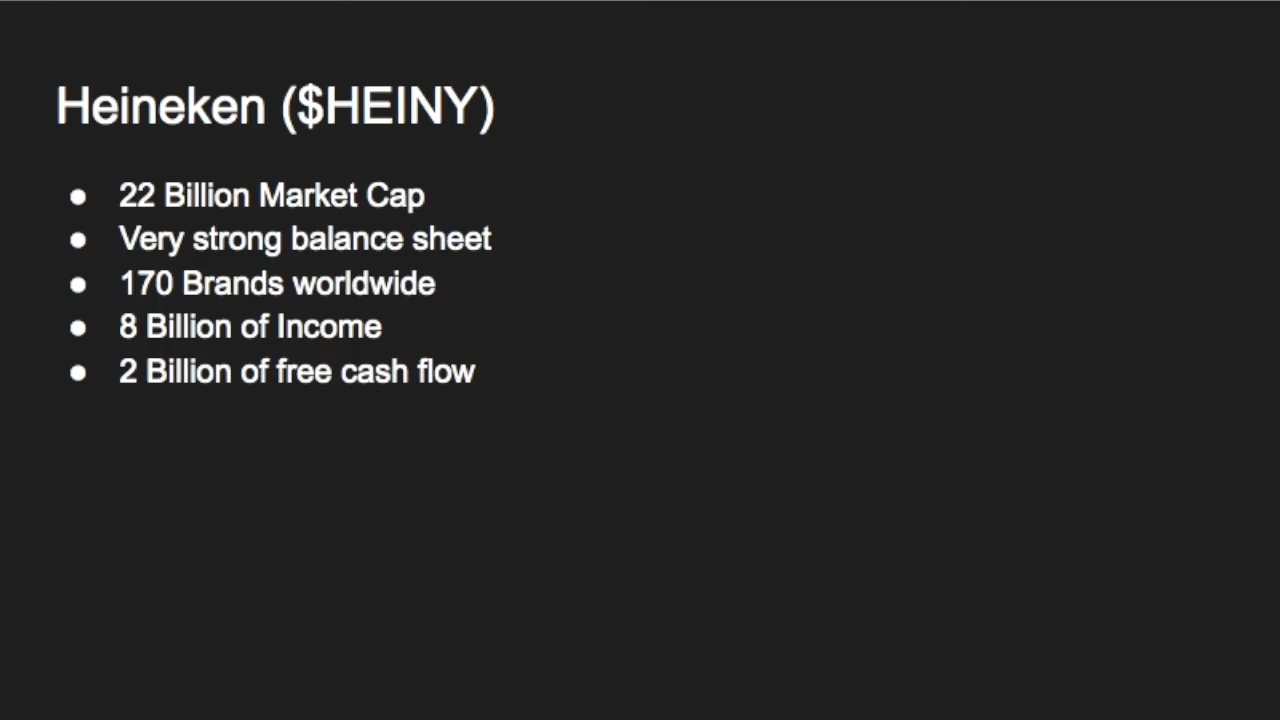 Heineken ($HEINY)
● 22 Billion Market Cap
● Very strong balance sheet
● 170 Brands worldwide
● 8 Billion of Income
● 2 Billion of free cash flow